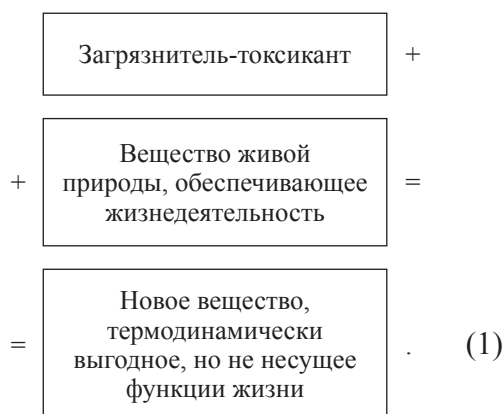 Загрязнитель-токсикант +
Вещество живой
+ природы, обеспечивающее =
жизнедеятельность
Новое вещество,
термодинамически
= выгодное, но не несущее . (1)
функции жизни